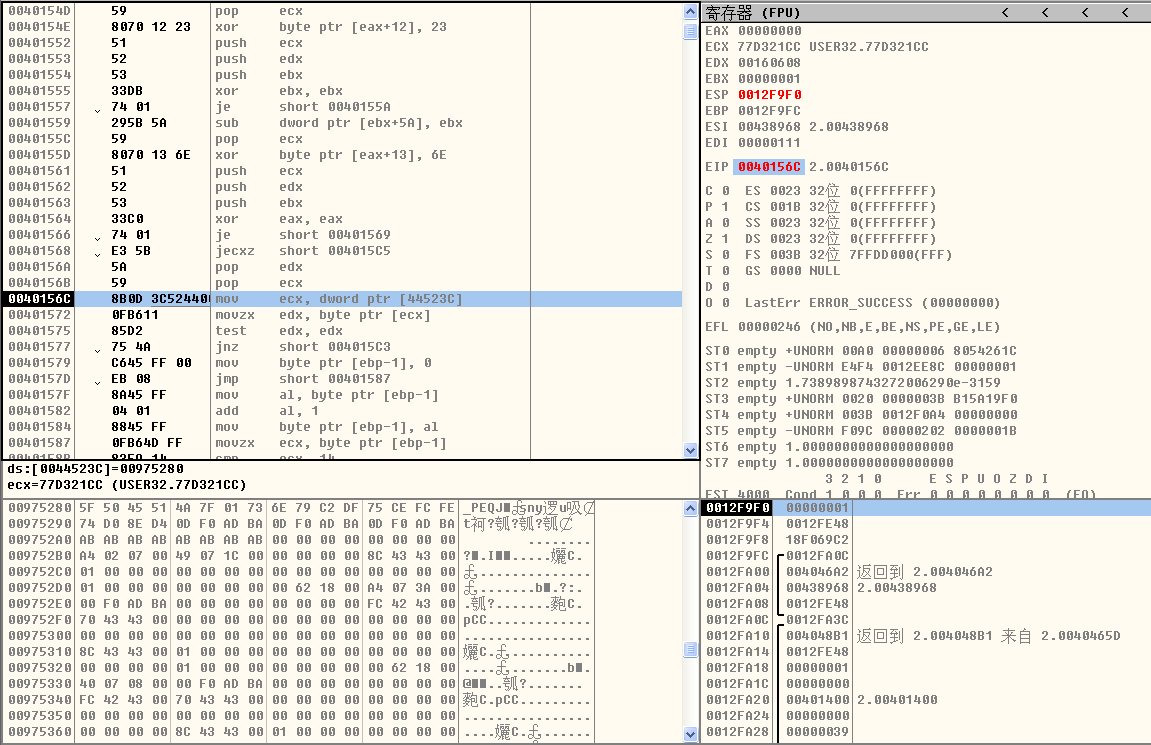 0040154D 59 pop ecx
0040154E 8070 12 23 xor byte ptr [eax+12], 23
00401552 51 push ecx
00401553 52 push edx
00401554 53 push ebx
00401555 33DB xor ebx, ebx
00401557 74 01 je short 0040155A
00401559 295B 5A sub dword ptr [ebx+5A], ebx
0040155C 59 pop ecx
0040155D 8070 13 6E xor byte ptr [eax+13], 6E
00401561 51 push ecx
00401562 52 push edx
00401563 53 push ebx
00401564 33C0 xor eax, eax
00401566 74 01 je short 00401569
00401568 E3 5B jecxz short 004015C5
0040156A 5A pop edx
0040156B 59 pop ecx
0040156C 8B0D 3C524400 mov ecx, dword ptr [44523C]
00401572 0FB611 movzx edx, byte ptr [ecx]
00401575 85D2 test edx, edx
00401577 75 4A jnz short 004015C3
00401579 C645 FF 00 mov byte ptr [ebp-1], 0
0040157D EB 08 jmp short 00401587
0040157F 8A45 FF mov al, byte ptr [ebp-1]
00401582 04 01 add al, 1
00401584 8845 FF mov byte ptr [ebp-1], al
00401587 0FB64D FF movzx ecx, byte ptr [ebp-1]
ds:[0044523C]=00975280
ecx=77D321CC (USER32.77D321CC)
寄存器 (FPU) < < < <
EAX 00000000
ECX 77D321CC USER32.77D321CC
EDX 00160608
EBX 00000001
ESP 0012F9F0
EBP 0012F9FC
ESI 00438968 2.00438968
EDI 00000111
EIP 0040156C 2.0040156C
C 0 ES 0023 32位 0(FFFFFFFF)
P 1 CS 001B 32位 0(FFFFFFFF)
A 0 SS 0023 32位 0(FFFFFFFF)
Z 1 DS 0023 32位 0(FFFFFFFF)
S 0 FS 003B 32位 7FFDD000(FFF)
T 0 GS 0000 NULL
D 0
O 0 LastErr ERROR_SUCCESS (00000000)
EFL 00000246 (NO,NB,E,BE,NS,PE,GE,LE)
ST0 empty +UNORM 00A0 00000006 8054261C
ST1 empty -UNORM E4F4 0012EE8C 00000001
ST2 empty 1.7389898743272006290e-3159
ST3 empty +UNORM 0020 0000003B B15A19F0
ST4 empty +UNORM 003B 0012F0A4 00000000
ST5 empty -UNORM F09C 00000202 0000001B
ST6 empty 1.0000000000000000000
ST7 empty 1.0000000000000000000
3 2 1 0 E S P U O Z D I
FST 4000 Cond 1 0 0 0 Err 0 0 0 0 0 0 0 0 (EQ)
00975280 5F 50 45 51 4A 7F 01 73 6E 79 C2 DF 75 CE FC FE
00975290 74 D0 8E D4 0D F0 AD BA 0D F0 AD BA 0D F0 AD BA
009752A0 AB AB AB AB AB AB AB AB 00 00 00 00 00 00 00 00 ........
009752B0 A4 02 07 00 49 07 1C 00 00 00 00 00 8C 43 43 00
009752C0 01 00 00 00 00 00 00 00 00 00 00 00 00 00 00 00
009752D0 01 00 00 00 00 00 00 00 00 62 18 00 A4 07 3A 00
009752E0 00 F0 AD BA 00 00 00 00 00 00 00 00 FC 42 43 00
009752F0 70 43 43 00 00 00 00 00 00 00 00 00 00 00 00 00 pCC.............
00975300 00 00 00 00 00 00 00 00 00 00 00 00 00 00 00 00 ................
00975310 8C 43 43 00 01 00 00 00 00 00 00 00 00 00 00 00
00975320 00 00 00 00 01 00 00 00 00 00 00 00 00 62 18 00
00975330 40 07 08 00 00 F0 AD BA 00 00 00 00 00 00 00 00
00975340 FC 42 43 00 70 43 43 00 00 00 00 00 00 00 00 00
00975350 00 00 00 00 00 00 00 00 00 00 00 00 00 00 00 00 ................
00975360 00 00 00 00 8C 43 43 00 01 00 00 00 00 00 00 00
0012F9F0 00000001
0012F9F4 0012FE48
0012F9F8 18F069C2
0012F9FC 0012FA0C
0012FA00 004046A2 返回到 2.004046A2
0012FA04 00438968 2.00438968
0012FA08 0012FE48
0012FA0C 0012FA3C
0012FA10 004048B1 返回到 2.004048B1 来自 2.0040465D
0012FA14 0012FE48
0012FA18 00000001
0012FA1C 00000000
0012FA20 00401400 2.00401400
0012FA24 00000000
0012FA28 00000039